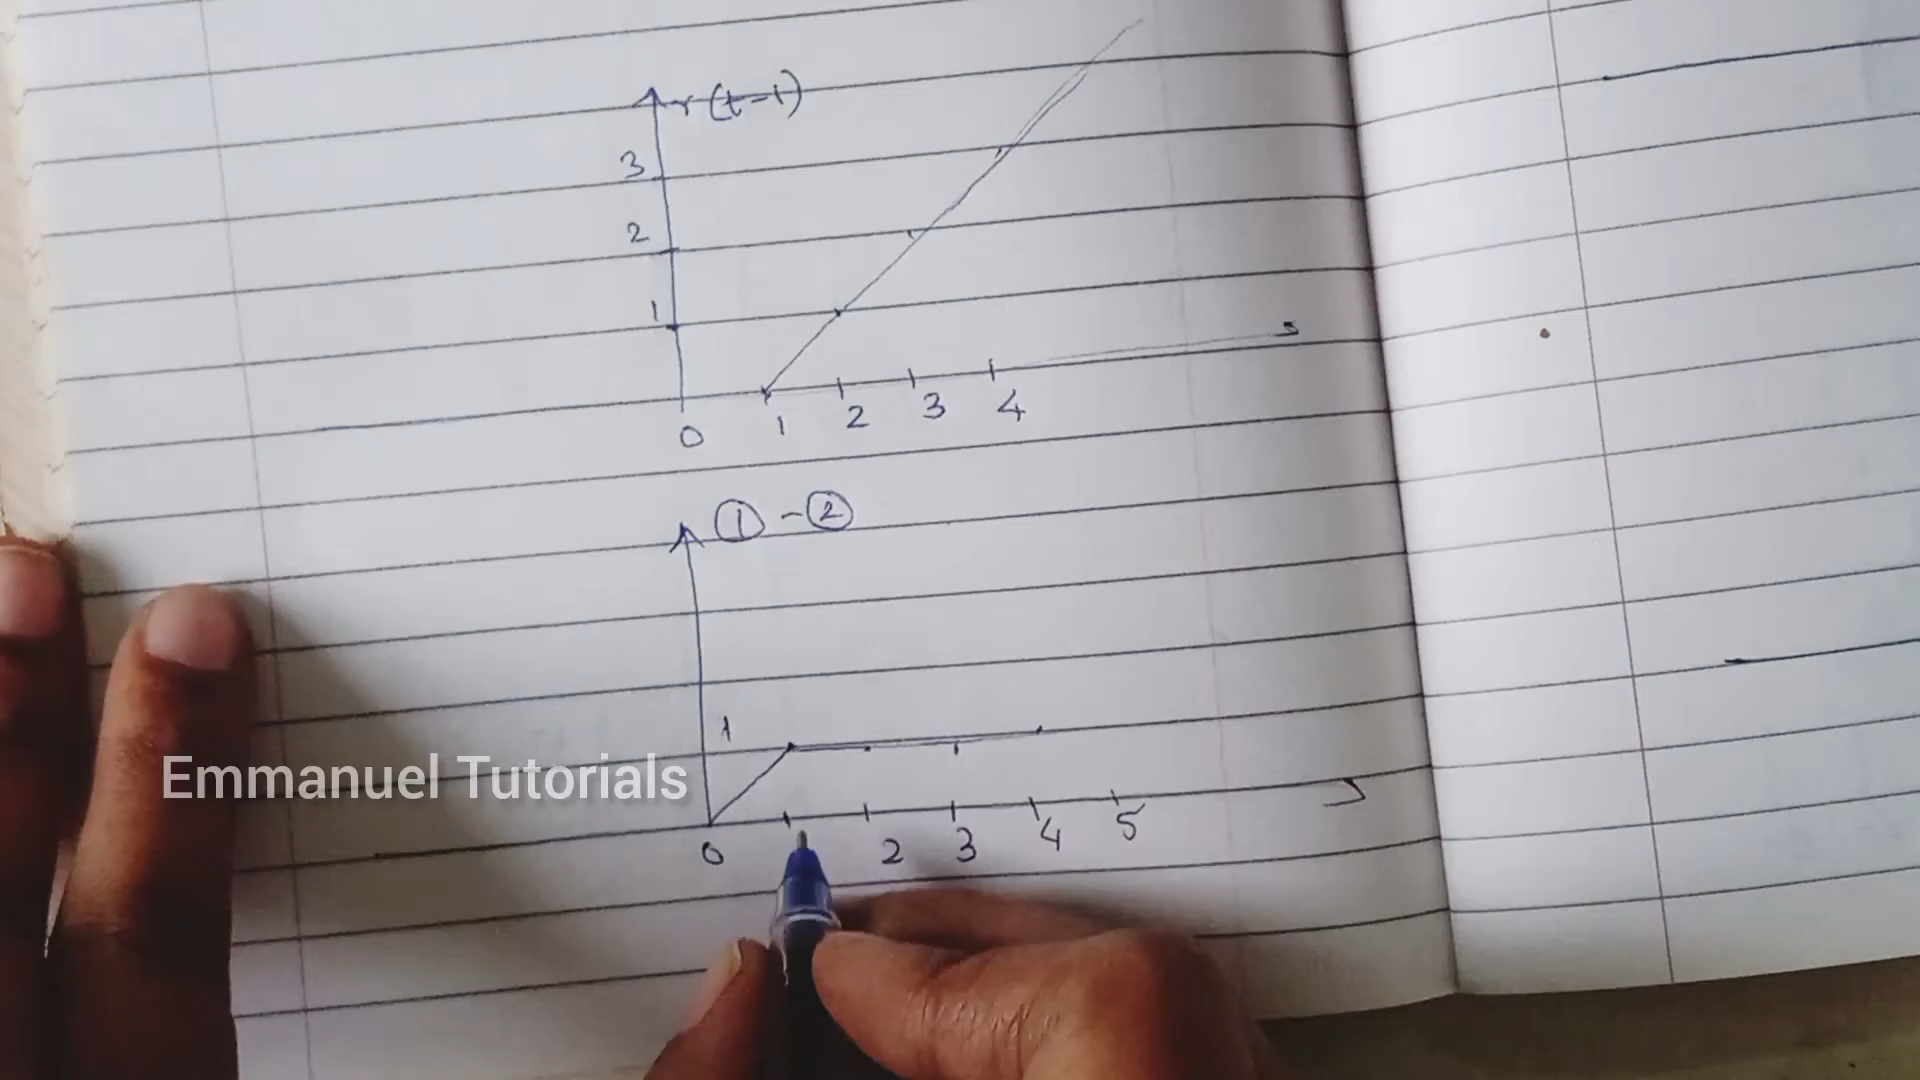 r(t-1)
3
2
1
0 1 2 3 4
① - ②
1
Emmanuel Tutorials
0 2 3 4 5